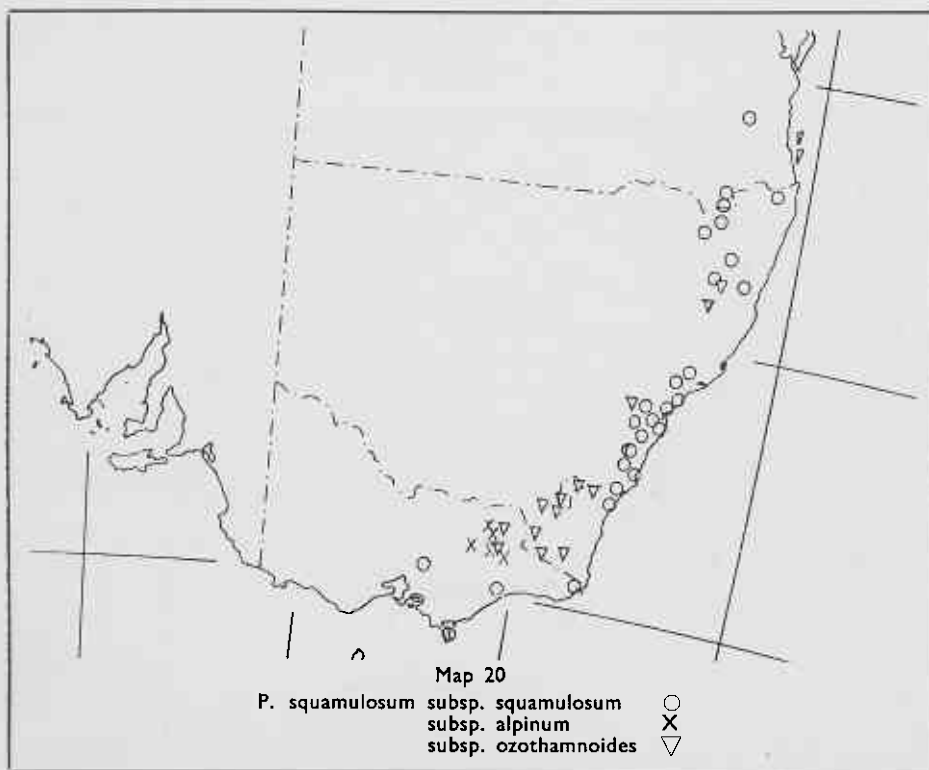 Map 20
P. squamulosum subsp. squamulosum ○
subsp. alpinum X
subsp. ozothamnoides ▽